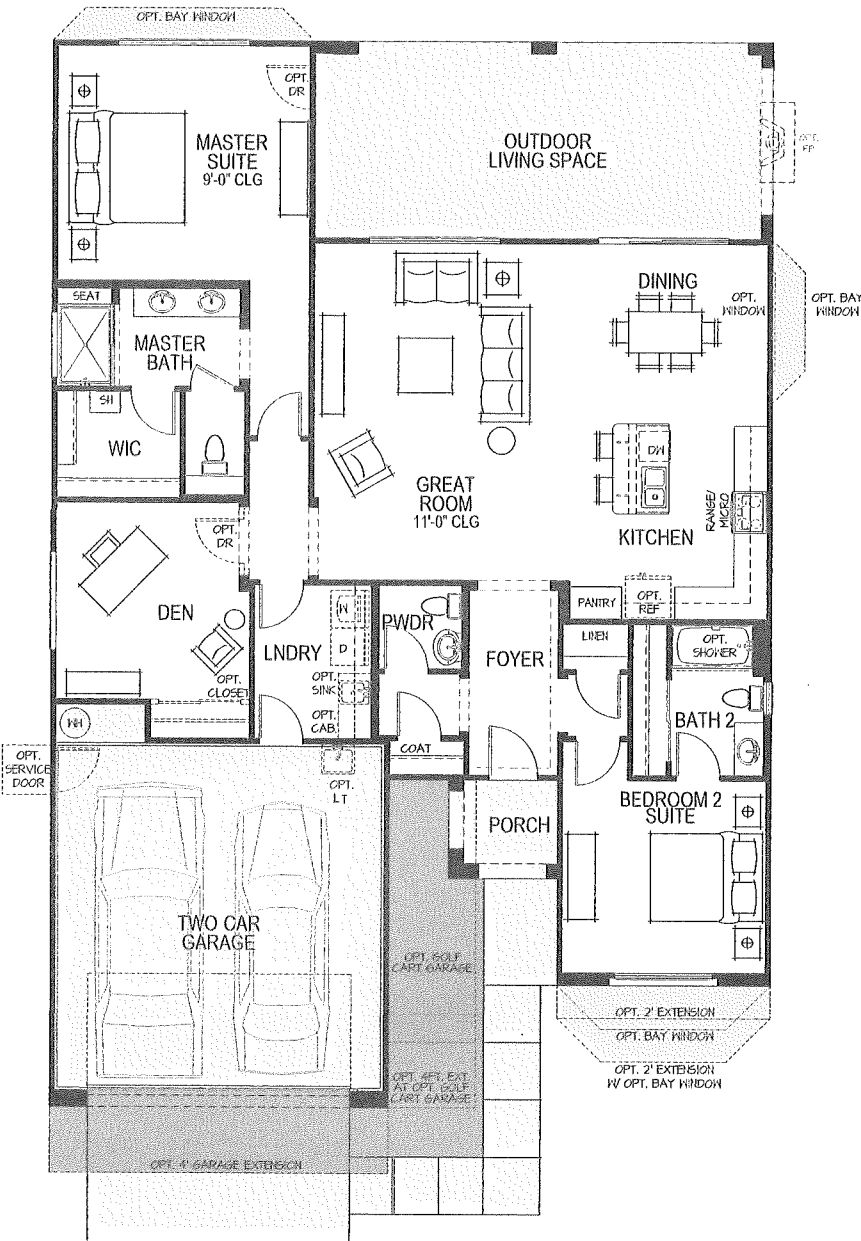 OPT. BAY WINDOW
OPT.
DR
MASTER
SUITE
9'-0" CLG
OUTDOOR
LIVING SPACE
OPT.
FP
SEAT
MASTER
BATH
SH
WIC
DINING
OPT.
WINDOW
OPT. BAY
WINDOW
DW
GREAT
ROOM
11'-0" CLG
RANGE/
MICRO
KITCHEN
OPT.
DR
DEN
OPT.
CLOSET
W
D
LNDRY
OPT.
SINK
OPT.
CAB.
PWDR
FOYER
PANTRY
OPT.
REF
LINEN
OPT.
SHOWER
BATH 2
COAT
WH
OPT.
SERVICE
DOOR
OPT.
LT
PORCH
BEDROOM 2
SUITE
TWO CAR
GARAGE
OPT. GOLF
CART GARAGE
OPT. 2' EXTENSION
OPT. BAY WINDOW
OPT. 2' EXTENSION
W/ OPT. BAY WINDOW
OPT. 4FT. EXT
AT OPT. GOLF
CART GARAGE
OPT. 4' GARAGE EXTENSION